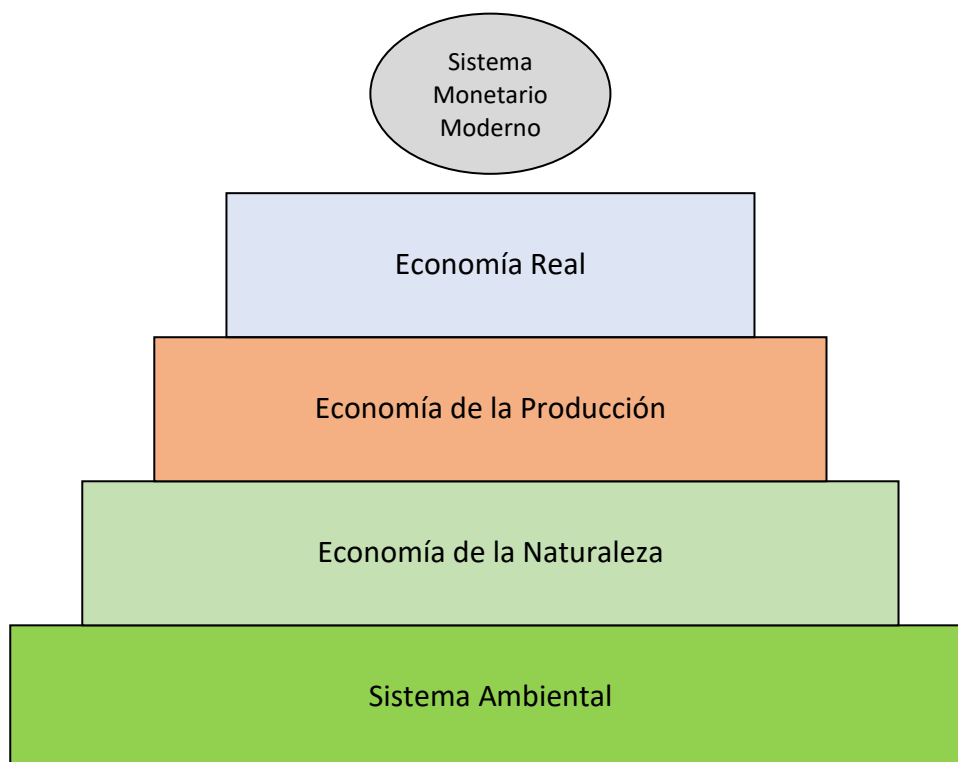 Sistema
Monetario
Moderno
Economía Real
Economía de la Producción
Economía de la Naturaleza
Sistema Ambiental